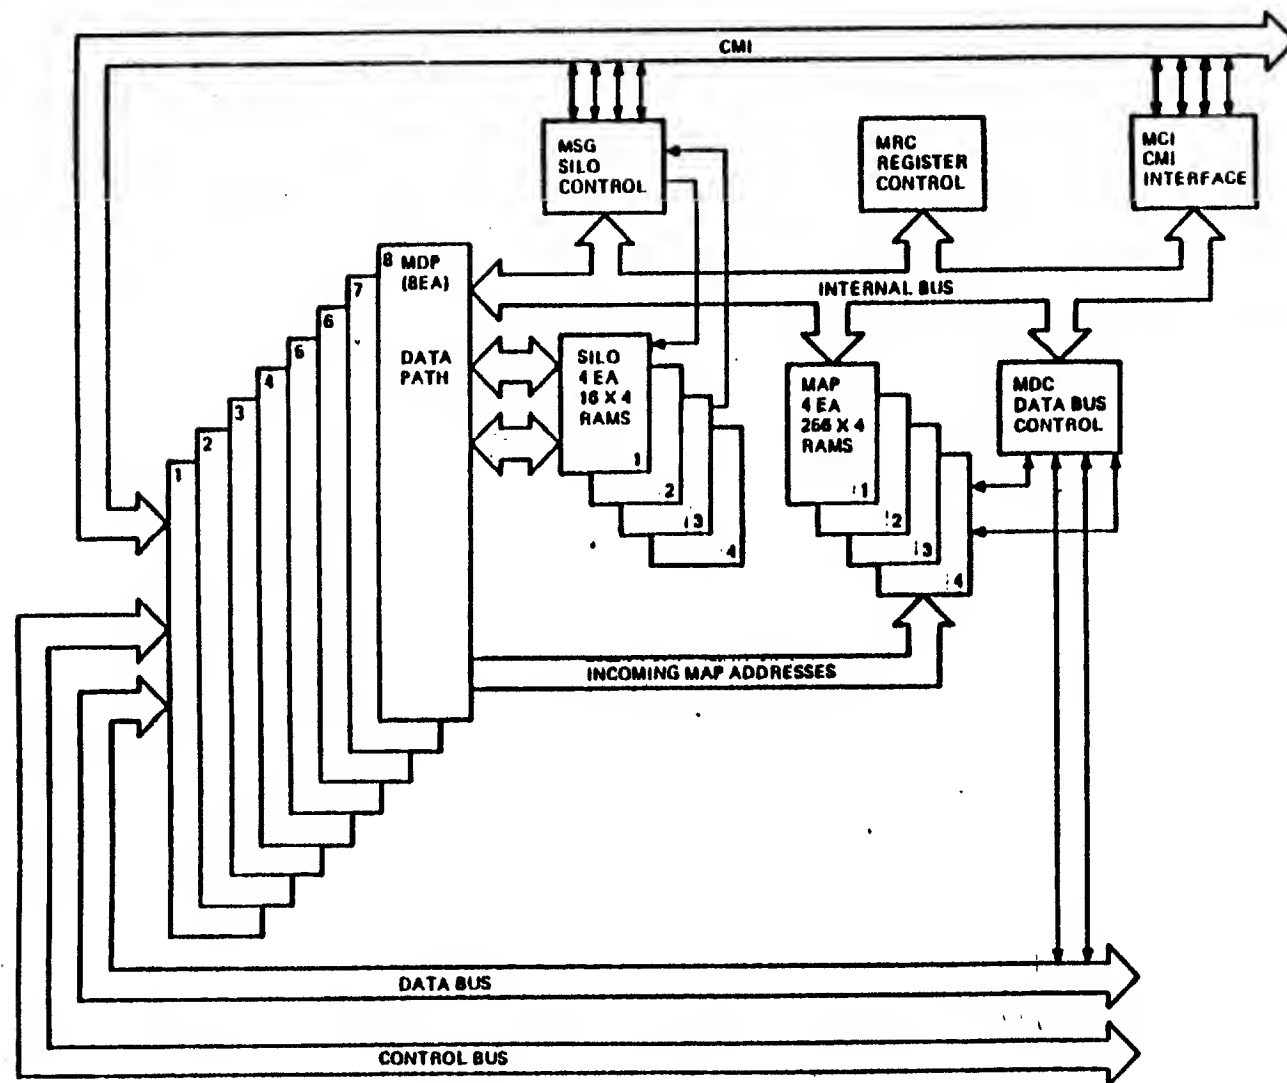 CMI
MSG
SILO
CONTROL
MRC
REGISTER
CONTROL
MCI
CMI
INTERFACE
8 MDP
(8EA)
DATA
PATH
7
6
5
4
3
2
1
INTERNAL BUS
SILO
4 EA
16 X 4
RAMS
1
2
3
4
MAP
4 EA
256 X 4
RAMS
1
2
3
4
MDC
DATA BUS
CONTROL
INCOMING MAP ADDRESSES
DATA BUS
CONTROL BUS